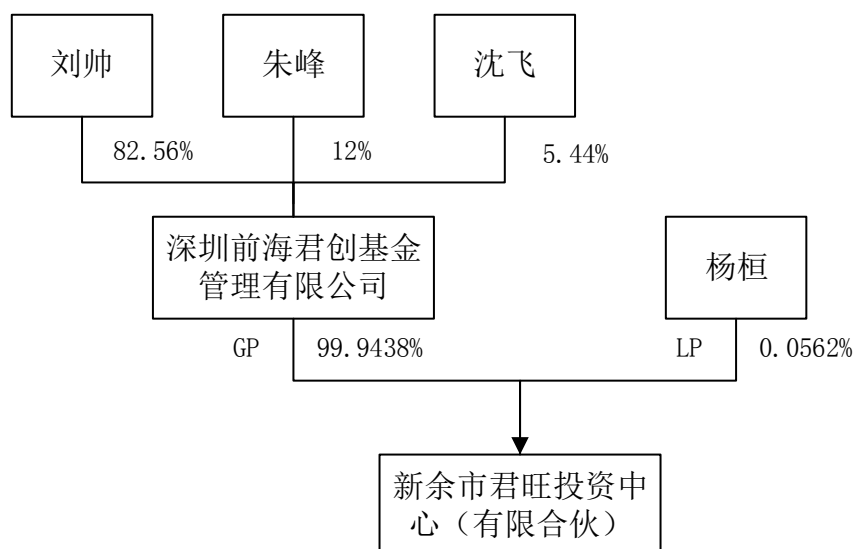 刘帅
朱峰
沈飞
82.56%
12%
5.44%
深圳前海君创基金
管理有限公司
杨桓
GP
99.9438%
LP
0.0562%
新余市君旺投资中
心（有限合伙）